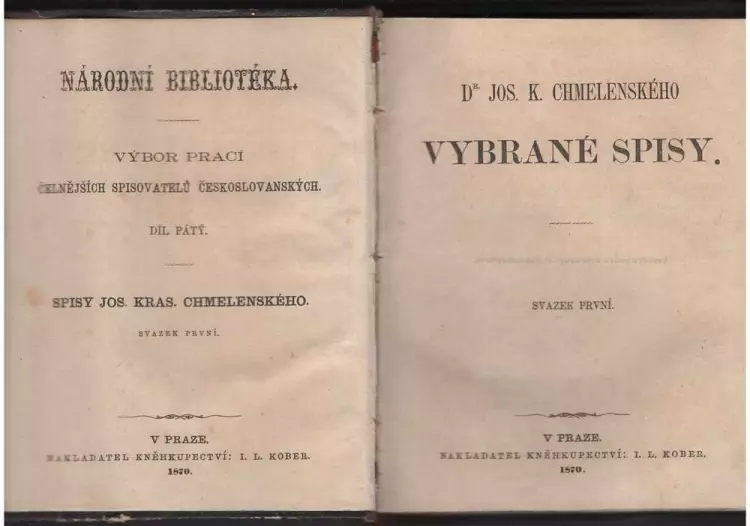 NÁRODNÍ BIBLIOTÉKA.
VÝBOR PRACÍ
ČELNĚJŠÍCH SPISOVATELŮ ČESKOSLOVANSKÝCH.
DÍL PÁTÝ.
SPISY JOS. KRAS. CHMELENSKÉHO.
SVAZEK PRVNÍ.
V PRAZE.
NAKLADATEL KNĚHKUPECTVÍ: I. L. KOBER.
1870.
DR. JOS. K. CHMELENSKÉHO
VYBRANÉ SPISY.
SVAZEK PRVNÍ.
V PRAZE.
NAKLADATEL KNĚHKUPECTVÍ: I. L. KOBER.
1870.